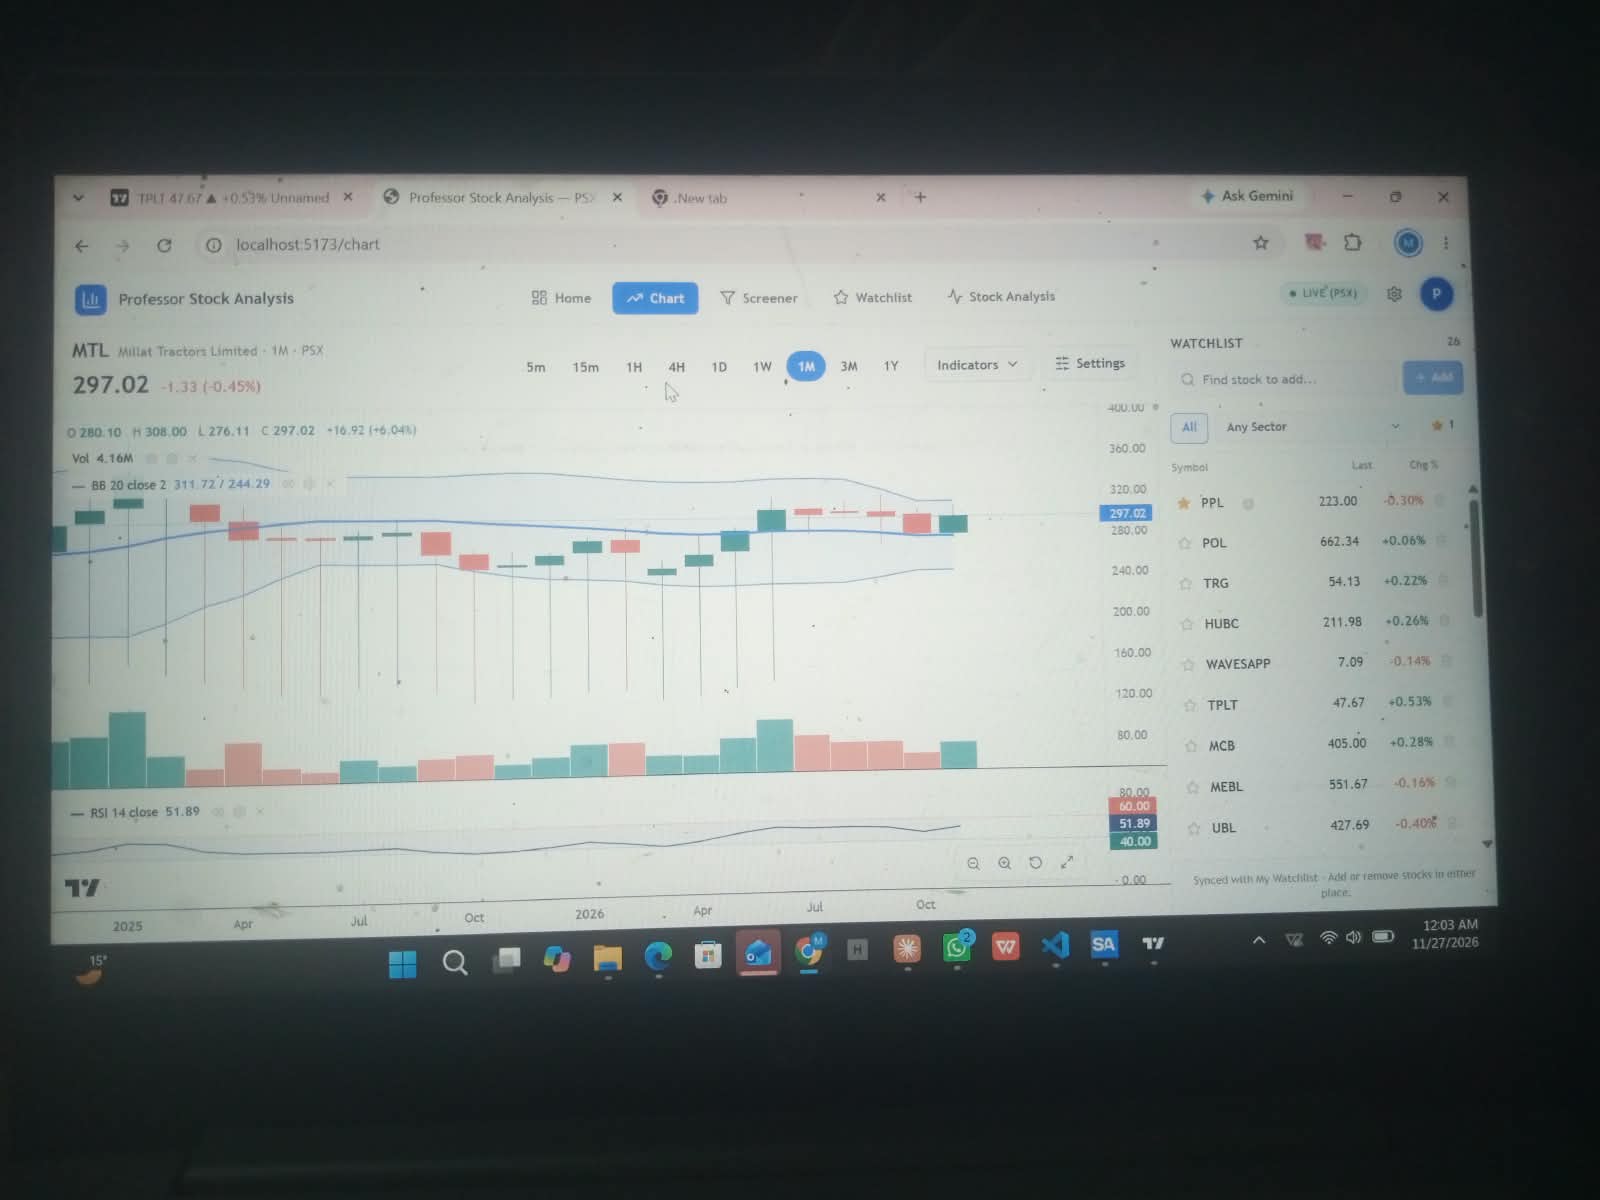 TPLT 47.67 ▲ +0.53% Unnamed
Professor Stock Analysis — PSX
New tab
Ask Gemini
localhost:5173/chart
M
Professor Stock Analysis
Home
Chart
Screener
Watchlist
Stock Analysis
LIVE (PSX)
P
MTL Millat Tractors Limited · 1M · PSX
297.02 -1.33 (-0.45%)
5m 15m 1H 4H 1D 1W 1M 3M 1Y
Indicators
Settings
O 280.10 H 308.00 L 276.11 C 297.02 +16.92 (+6.04%)
Vol 4.16M
BB 20 close 2 311.72 / 244.29
400.00
360.00
320.00
297.02
280.00
240.00
200.00
160.00
120.00
80.00
RSI 14 close 51.89
80.00
60.00
51.89
40.00
0.00
2025 Apr Jul Oct 2026 Apr Jul Oct
WATCHLIST 26
Find stock to add...
+ Add
All Any Sector 1
Symbol Last Chg %
PPL 223.00 -0.30%
POL 662.34 +0.06%
TRG 54.13 +0.22%
HUBC 211.98 +0.26%
WAVESAPP 7.09 -0.14%
TPLT 47.67 +0.53%
MCB 405.00 +0.28%
MEBL 551.67 -0.16%
UBL 427.69 -0.40%
Synced with My Watchlist · Add or remove stocks in either
place.
15°
M
H
2
W
SA
12:03 AM
11/27/2026